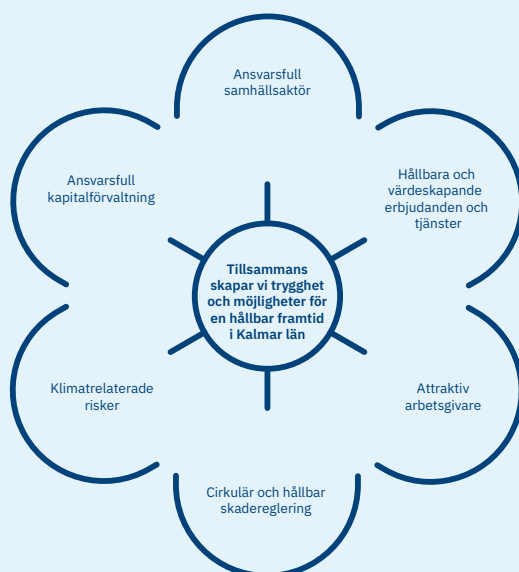 Ansvarsfull
samhällsaktör
Hållbara och
värdeskapande
erbjudanden och
tjänster
Attraktiv
arbetsgivare
Cirkulär och hållbar
skadereglering
Klimatrelaterade
risker
Ansvarsfull
kapitalförvaltning
Tillsammans
skapar vi trygghet
och möjligheter för
en hållbar framtid
i Kalmar län